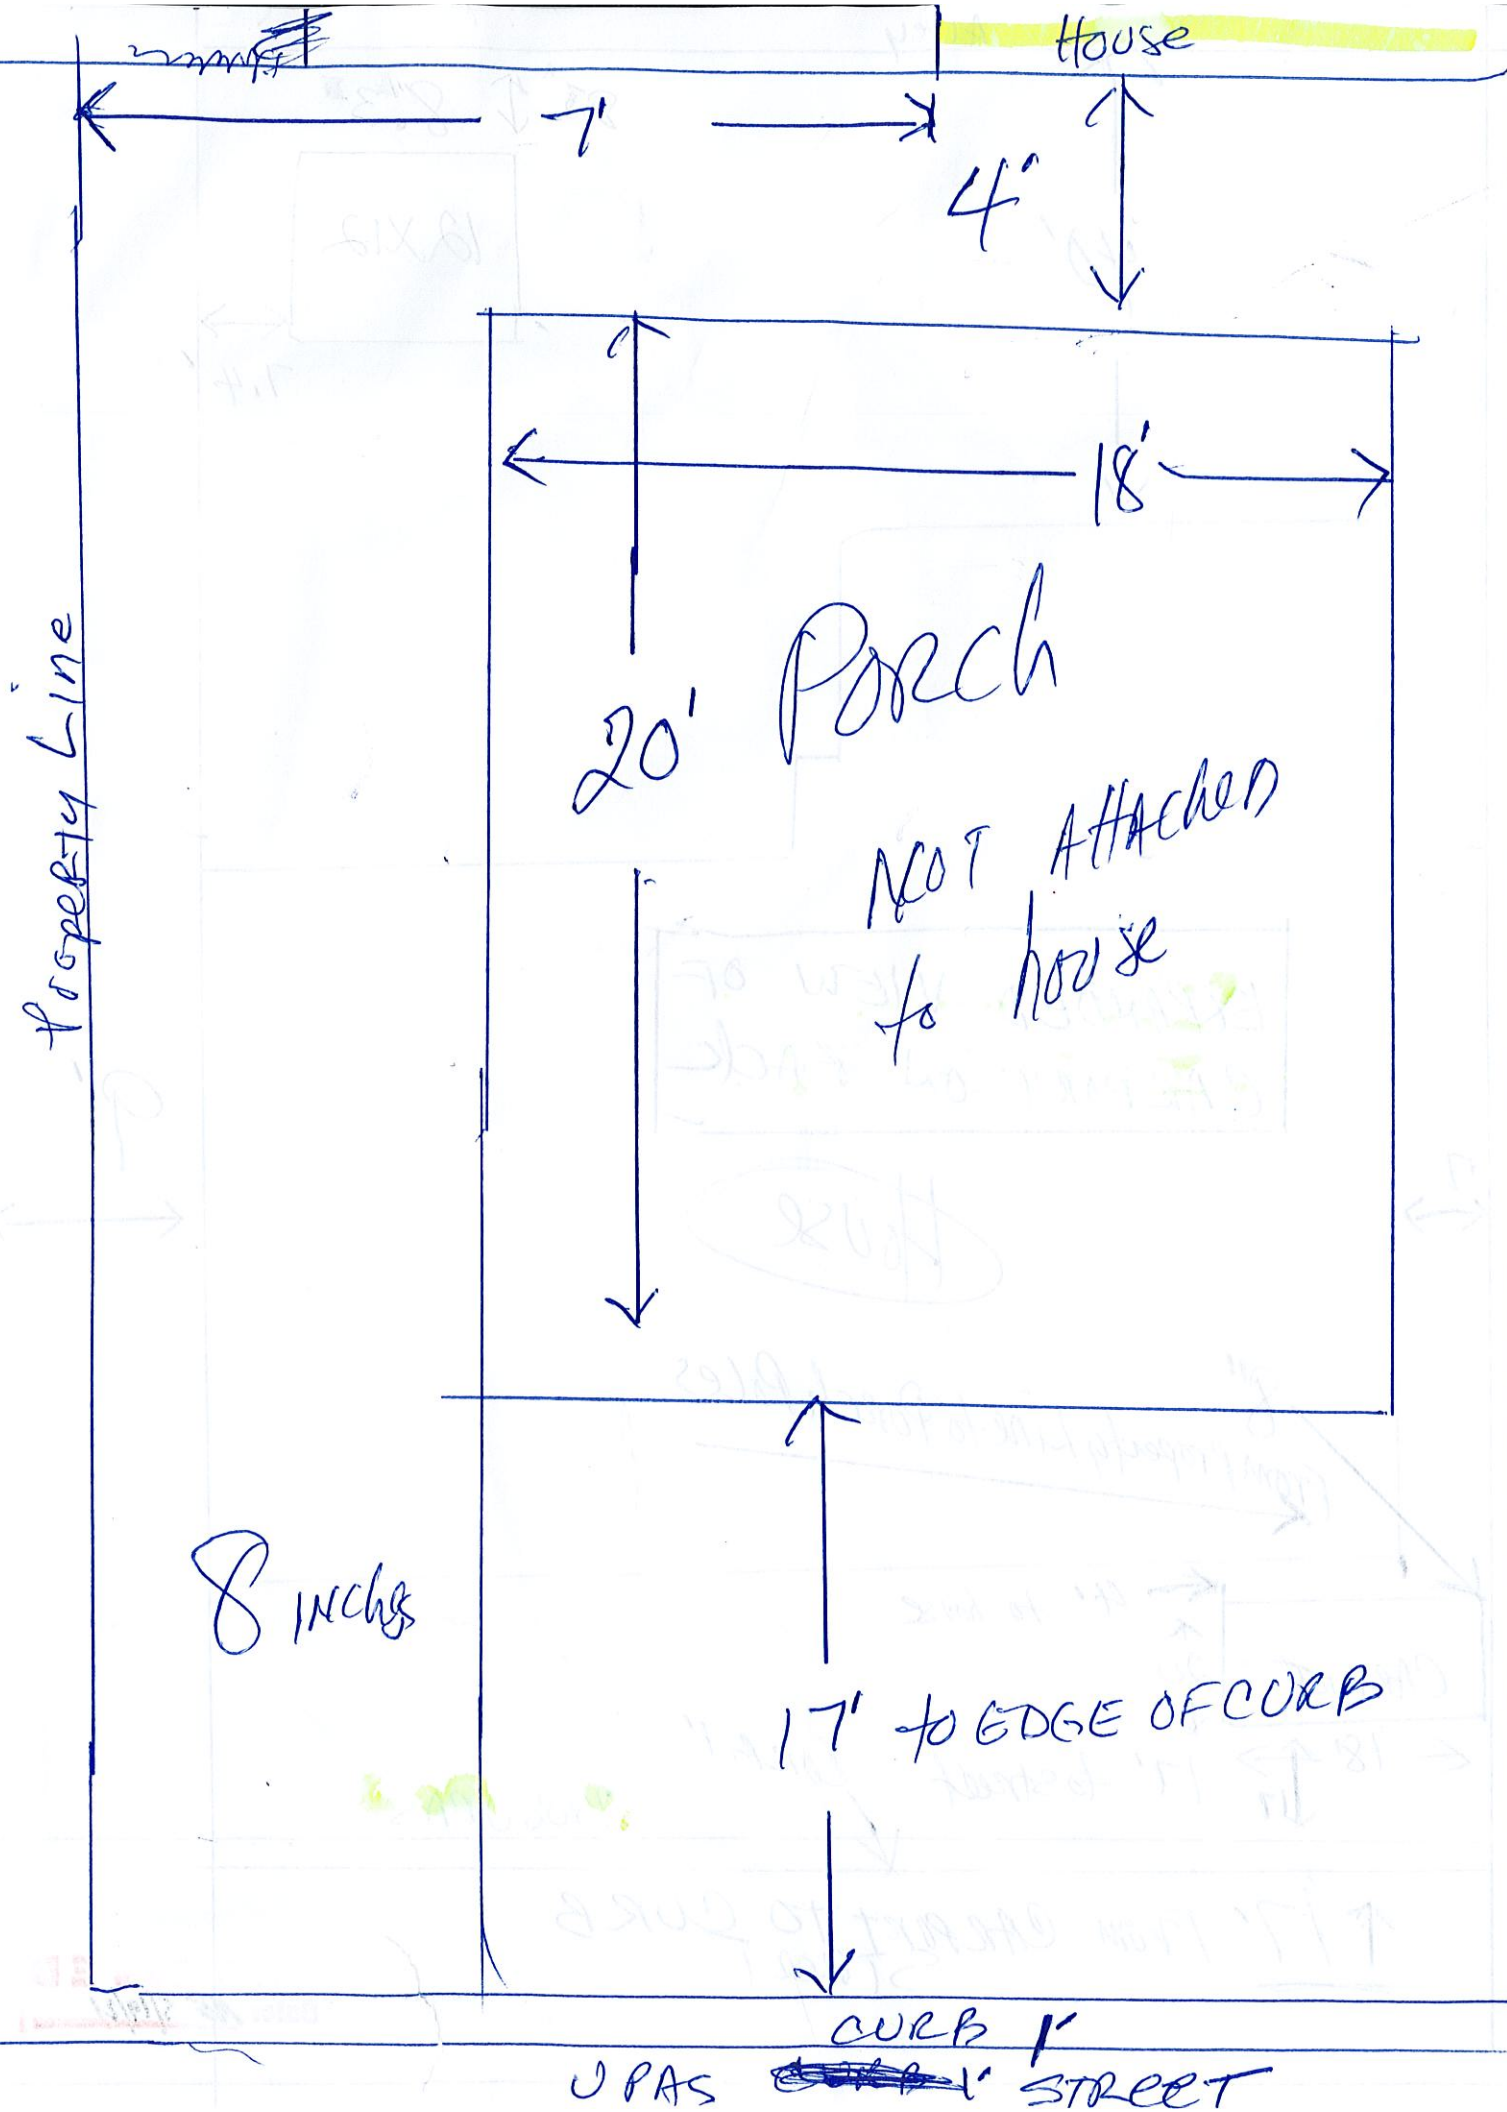 House
7'
4'
18'
Porch
20'
NOT Attached
to house
Property Line
8 inches
17' to EDGE OF CURB
CURB 1'
UPAS STREET